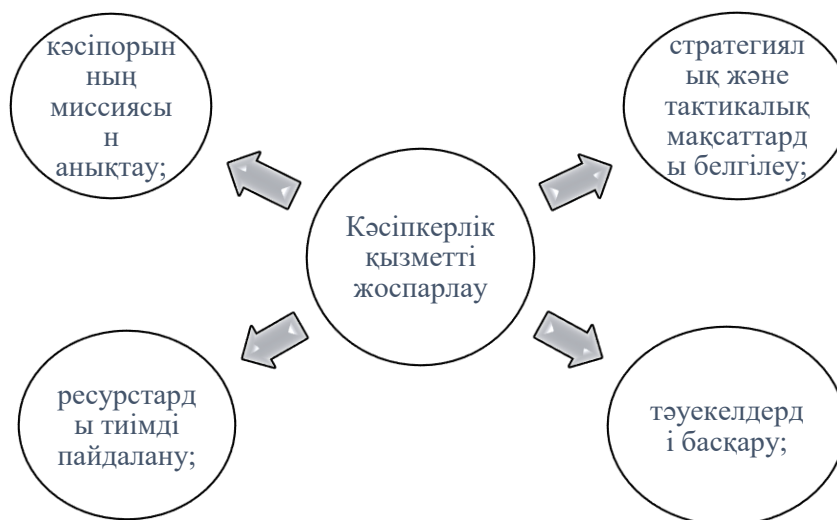 кәсіпорын
ның
миссиясы
н
анықтау;
стратегиял
ық және
тактикалық
мақсаттард
ы белгілеу;
Кәсіпкерлік
қызметті
жоспарлау
ресурстард
ы тиімді
пайдалану;
тәуекелдерд
і басқару;